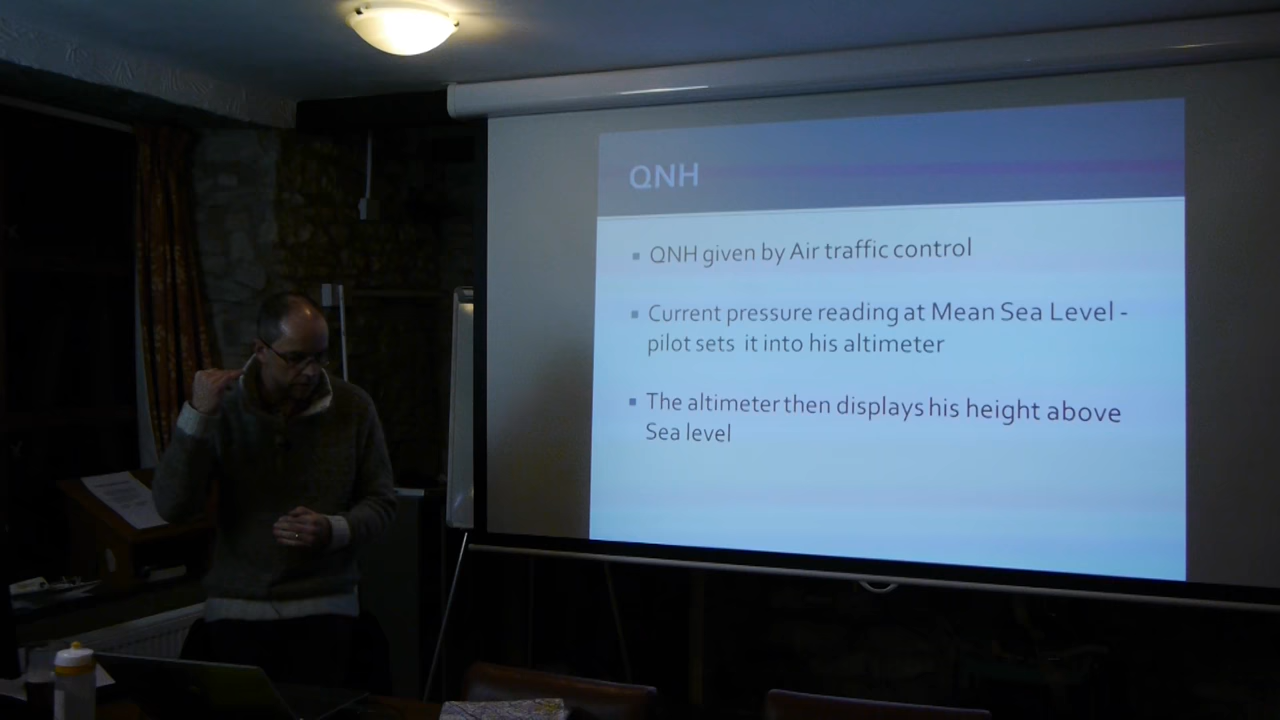 QNH
QNH given by Air traffic control
Current pressure reading at Mean Sea Level -
pilot sets it into his altimeter
The altimeter then displays his height above
Sea level